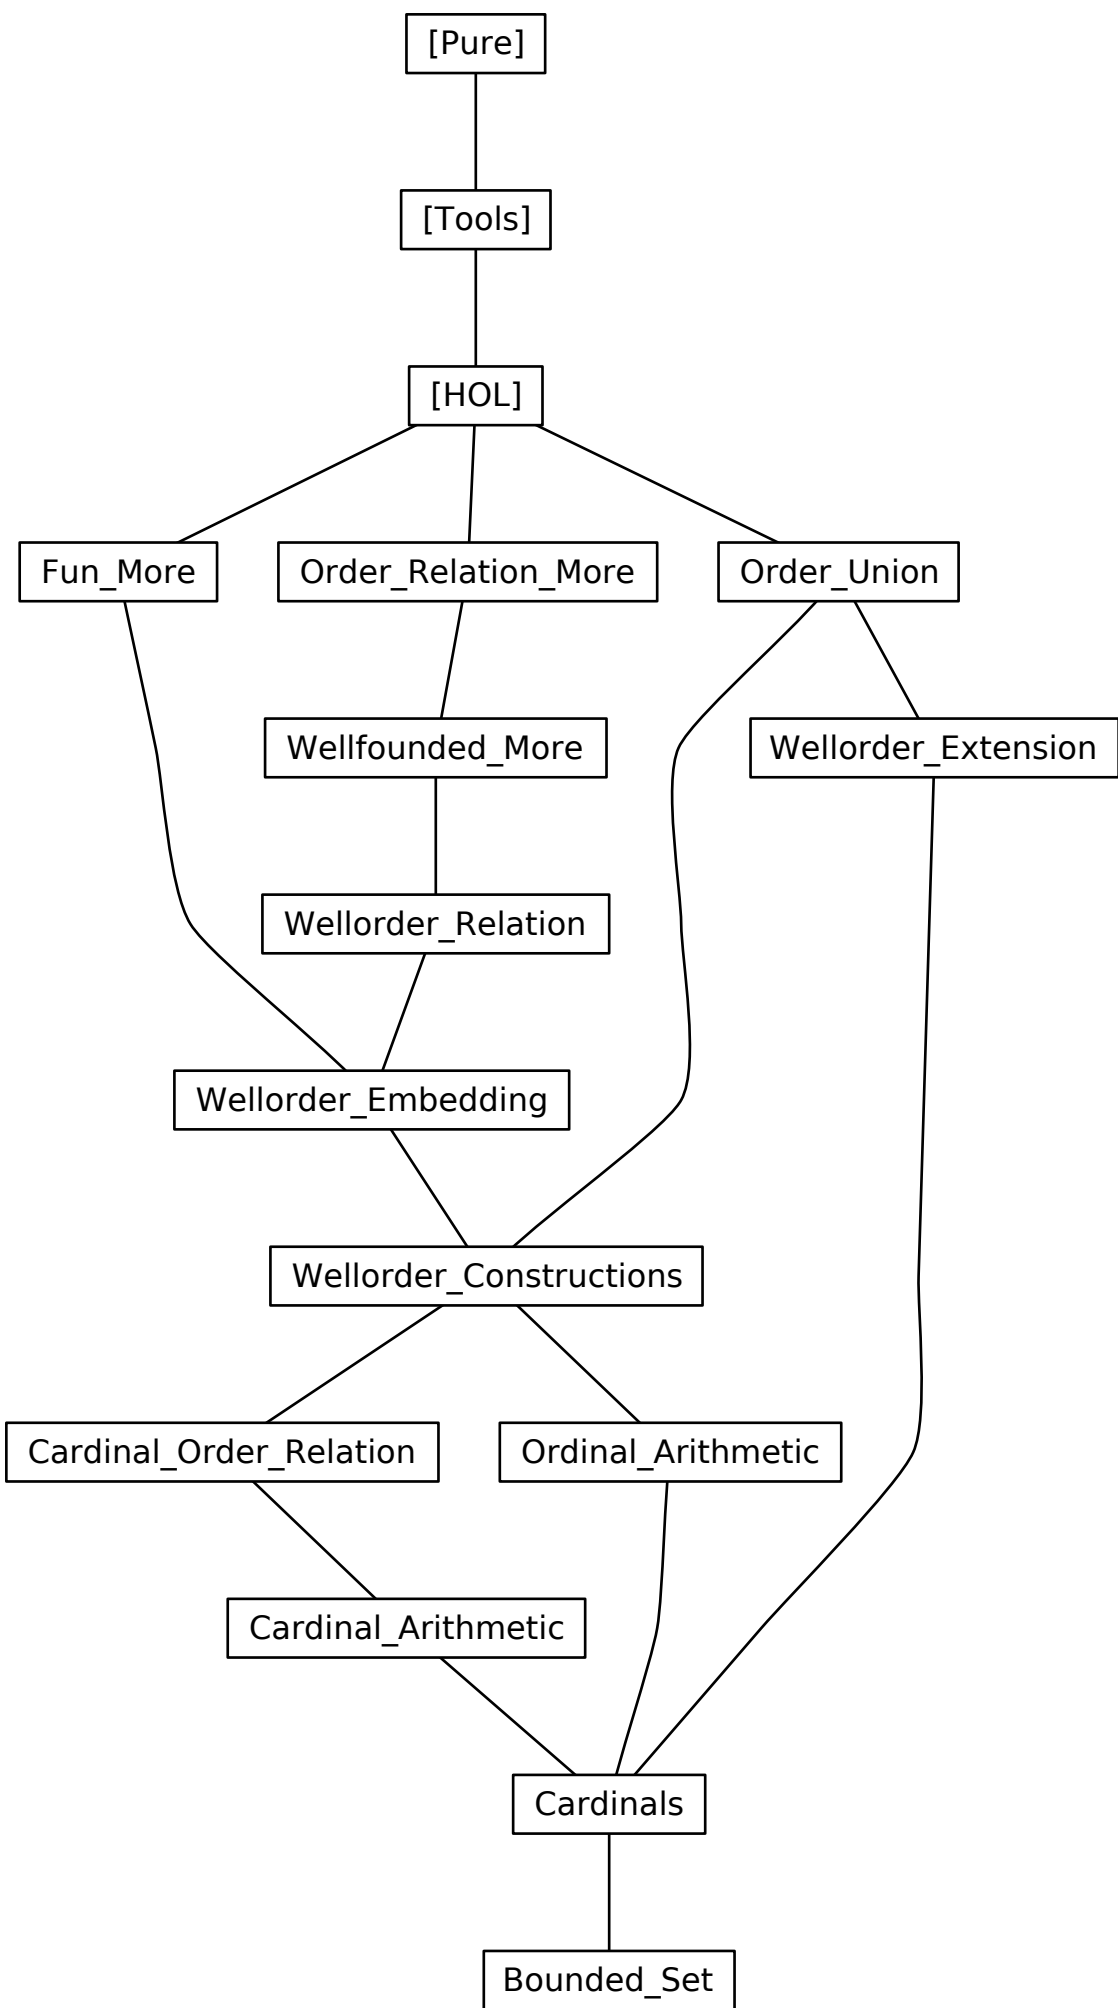 [Pure]
[Tools]
[HOL]
Fun_More
Order_Relation_More
Order_Union
Wellfounded_More
Wellorder_Extension
Wellorder_Relation
Wellorder_Embedding
Wellorder_Constructions
Cardinal_Order_Relation
Ordinal_Arithmetic
Cardinal_Arithmetic
Cardinals
Bounded_Set